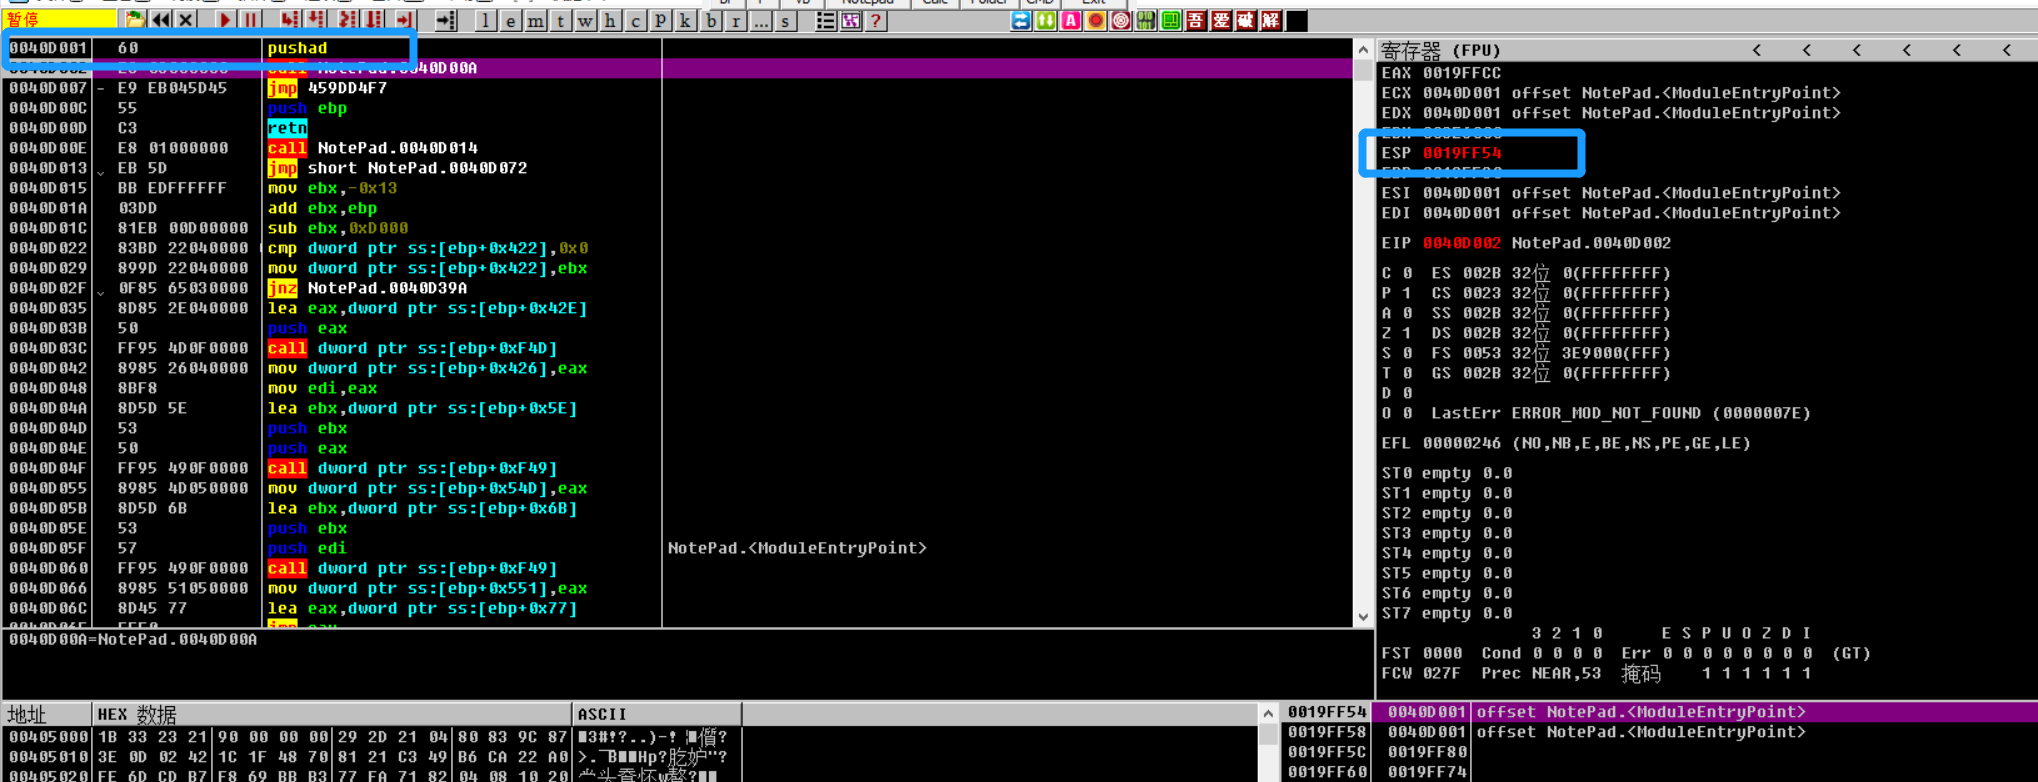 暂停
l e m t w h c P k b r ... s
?
吾 爱 破 解
0040D001 60 pushad
call NotePad.0040D00A
0040D007 - E9 EB045D45 jmp 459DD4F7
0040D00C 55 push ebp
0040D00D C3 retn
0040D00E E8 01000000 call NotePad.0040D014
0040D013 EB 5D jmp short NotePad.0040D072
0040D015 BB EDFFFFFF mov ebx,-0x13
0040D01A 03DD add ebx,ebp
0040D01C 81EB 00D00000 sub ebx,0xD000
0040D022 83BD 22040000 cmp dword ptr ss:[ebp+0x422],0x0
0040D029 899D 22040000 mov dword ptr ss:[ebp+0x422],ebx
0040D02F 0F85 65030000 jnz NotePad.0040D39A
0040D035 8D85 2E040000 lea eax,dword ptr ss:[ebp+0x42E]
0040D03B 50 push eax
0040D03C FF95 4D0F0000 call dword ptr ss:[ebp+0xF4D]
0040D042 8985 26040000 mov dword ptr ss:[ebp+0x426],eax
0040D048 8BF8 mov edi,eax
0040D04A 8D5D 5E lea ebx,dword ptr ss:[ebp+0x5E]
0040D04D 53 push ebx
0040D04E 50 push eax
0040D04F FF95 490F0000 call dword ptr ss:[ebp+0xF49]
0040D055 8985 4D050000 mov dword ptr ss:[ebp+0x54D],eax
0040D05B 8D5D 6B lea ebx,dword ptr ss:[ebp+0x6B]
0040D05E 53 push ebx
0040D05F 57 push edi NotePad.<ModuleEntryPoint>
0040D060 FF95 490F0000 call dword ptr ss:[ebp+0xF49]
0040D066 8985 51050000 mov dword ptr ss:[ebp+0x551],eax
0040D06C 8D45 77 lea eax,dword ptr ss:[ebp+0x77]
0040D00A=NotePad.0040D00A
寄存器 (FPU) < < < < < <
EAX 0019FFCC
ECX 0040D001 offset NotePad.<ModuleEntryPoint>
EDX 0040D001 offset NotePad.<ModuleEntryPoint>
ESP 0019FF54
ESI 0040D001 offset NotePad.<ModuleEntryPoint>
EDI 0040D001 offset NotePad.<ModuleEntryPoint>
EIP 0040D002 NotePad.0040D002
C 0 ES 002B 32位 0(FFFFFFFF)
P 1 CS 0023 32位 0(FFFFFFFF)
A 0 SS 002B 32位 0(FFFFFFFF)
Z 1 DS 002B 32位 0(FFFFFFFF)
S 0 FS 0053 32位 3E9000(FFF)
T 0 GS 002B 32位 0(FFFFFFFF)
D 0
O 0 LastErr ERROR_MOD_NOT_FOUND (0000007E)
EFL 00000246 (NO,NB,E,BE,NS,PE,GE,LE)
ST0 empty 0.0
ST1 empty 0.0
ST2 empty 0.0
ST3 empty 0.0
ST4 empty 0.0
ST5 empty 0.0
ST6 empty 0.0
ST7 empty 0.0
3 2 1 0 E S P U O Z D I
FST 0000 Cond 0 0 0 0 Err 0 0 0 0 0 0 0 0 (GT)
FCW 027F Prec NEAR,53 掩码 1 1 1 1 1 1
地址 HEX 数据 ASCII
00405000 1B 33 23 21 90 00 00 00 29 2D 21 04 80 83 9C 87
00405010 3E 0D 02 42 1C 1F 48 70 81 21 C3 49 B6 CA 22 A0
00405020 FE 6D CD B7 F8 69 BB B3 77 FA 71 82 04 08 10 20
0019FF54 0040D001 offset NotePad.<ModuleEntryPoint>
0019FF58 0040D001 offset NotePad.<ModuleEntryPoint>
0019FF5C 0019FF80
0019FF60 0019FF74